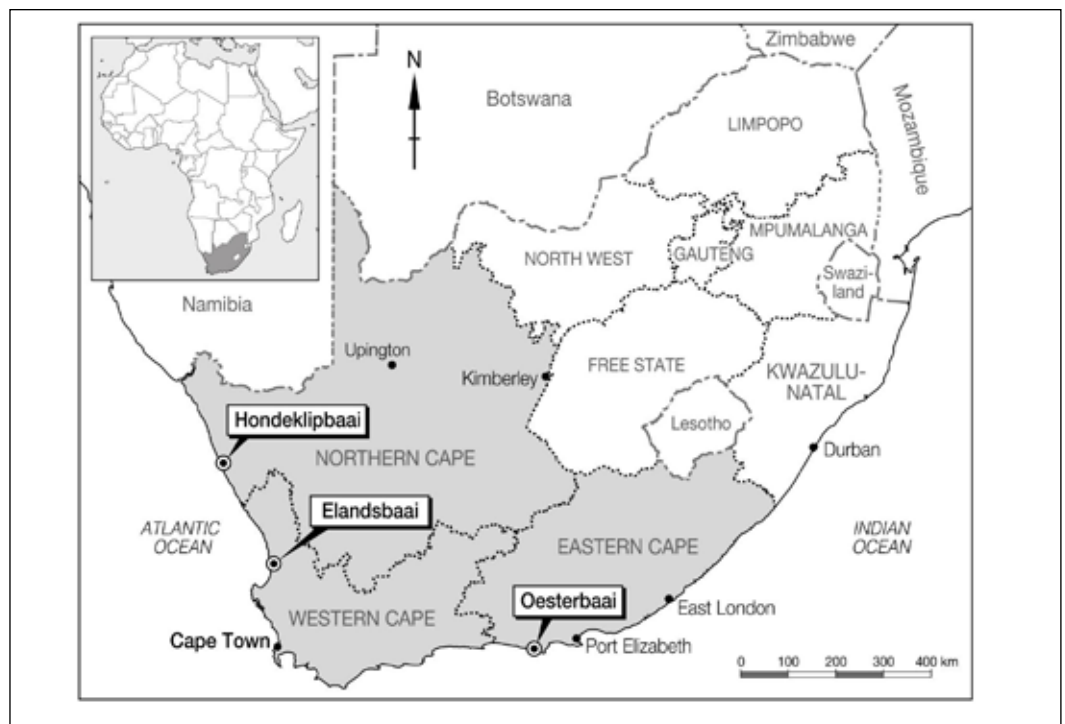 Zimbabwe
N
Botswana
Mozambique
LIMPOPO
MPUMALANGA
NORTH WEST
GAUTENG
Swazi-
land
Namibia
Upington
Kimberley
FREE STATE
KWAZULU-
NATAL
Hondeklipbaai
Lesotho
Durban
NORTHERN CAPE
Elandsbaai
ATLANTIC
OCEAN
EASTERN CAPE
INDIAN
OCEAN
Oesterbaai
East London
WESTERN CAPE
Cape Town
Port Elizabeth
0 100 200 300 400 km